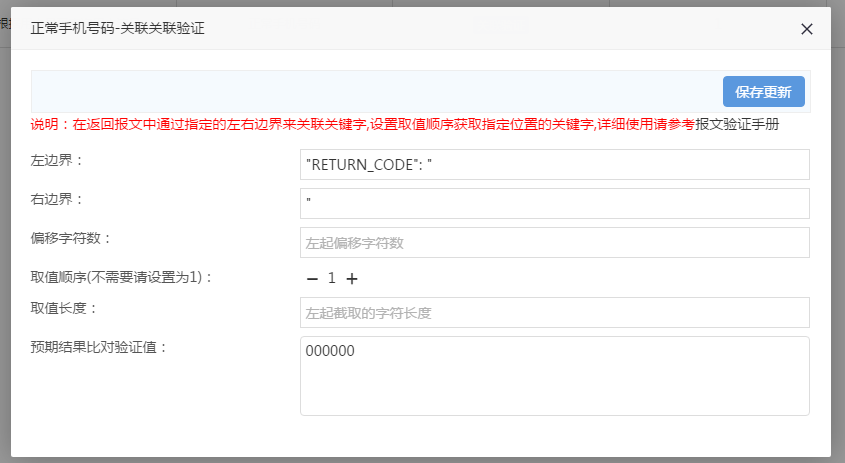 正常手机号码-关联关联验证
保存更新
说明：在返回报文中通过指定的左右边界来关联关键字,设置取值顺序获取指定位置的关键字,详细使用请参考报文验证手册
左边界：
"RETURN_CODE": "
右边界：
"
偏移字符数：
左起偏移字符数
取值顺序(不需要请设置为1)：
− 1 +
取值长度：
左起截取的字符长度
预期结果比对验证值：
000000